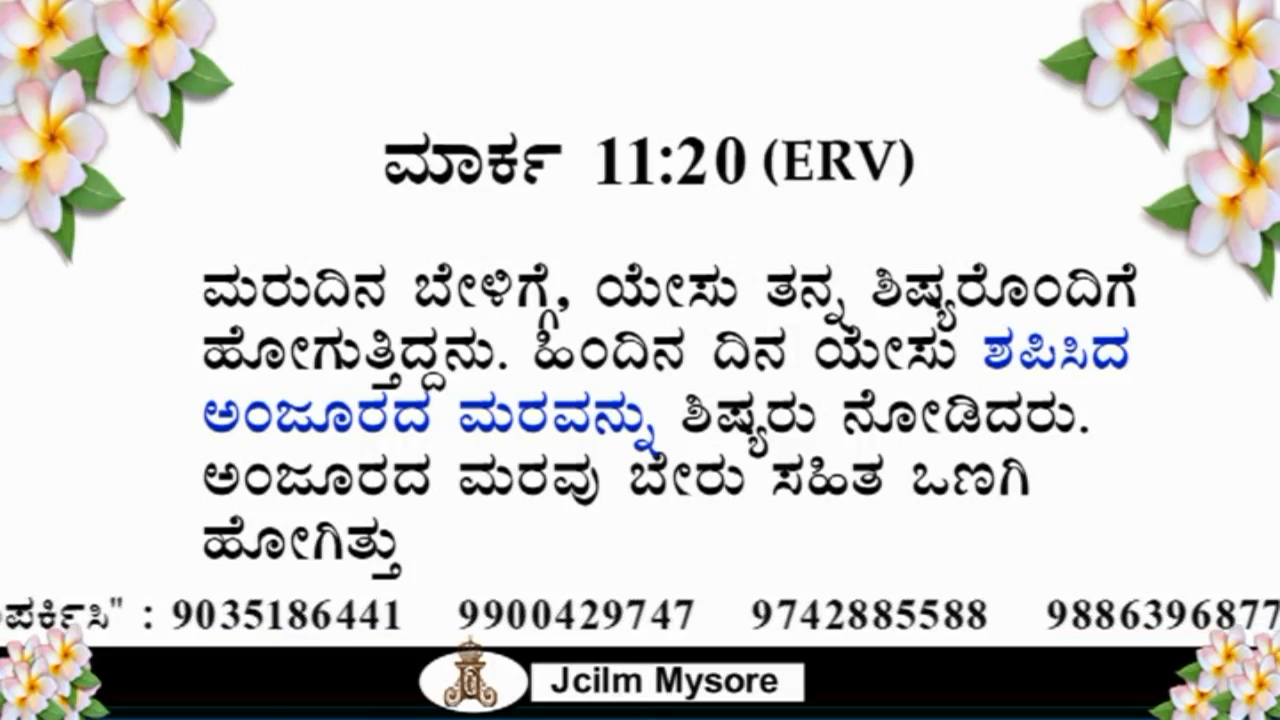 ಮಾರ್ಕ 11:20 (ERV)
ಮರುದಿನ ಬೇಳಿಗ್ಗೆ, ಯೇಸು ತನ್ನ ಶಿಷ್ಯರೊಂದಿಗೆ
ಹೋಗುತ್ತಿದ್ದನು. ಹಿಂದಿನ ದಿನ ಯೇಸು ಶಪಿಸಿದ
ಅಂಜೂರದ ಮರವನ್ನು ಶಿಷ್ಯರು ನೋಡಿದರು.
ಅಂಜೂರದ ಮರವು ಬೇರು ಸಹಿತ ಒಣಗಿ
ಹೋಗಿತ್ತು
: 9035186441 9900429747 9742885588 9886396877
Jcilm Mysore